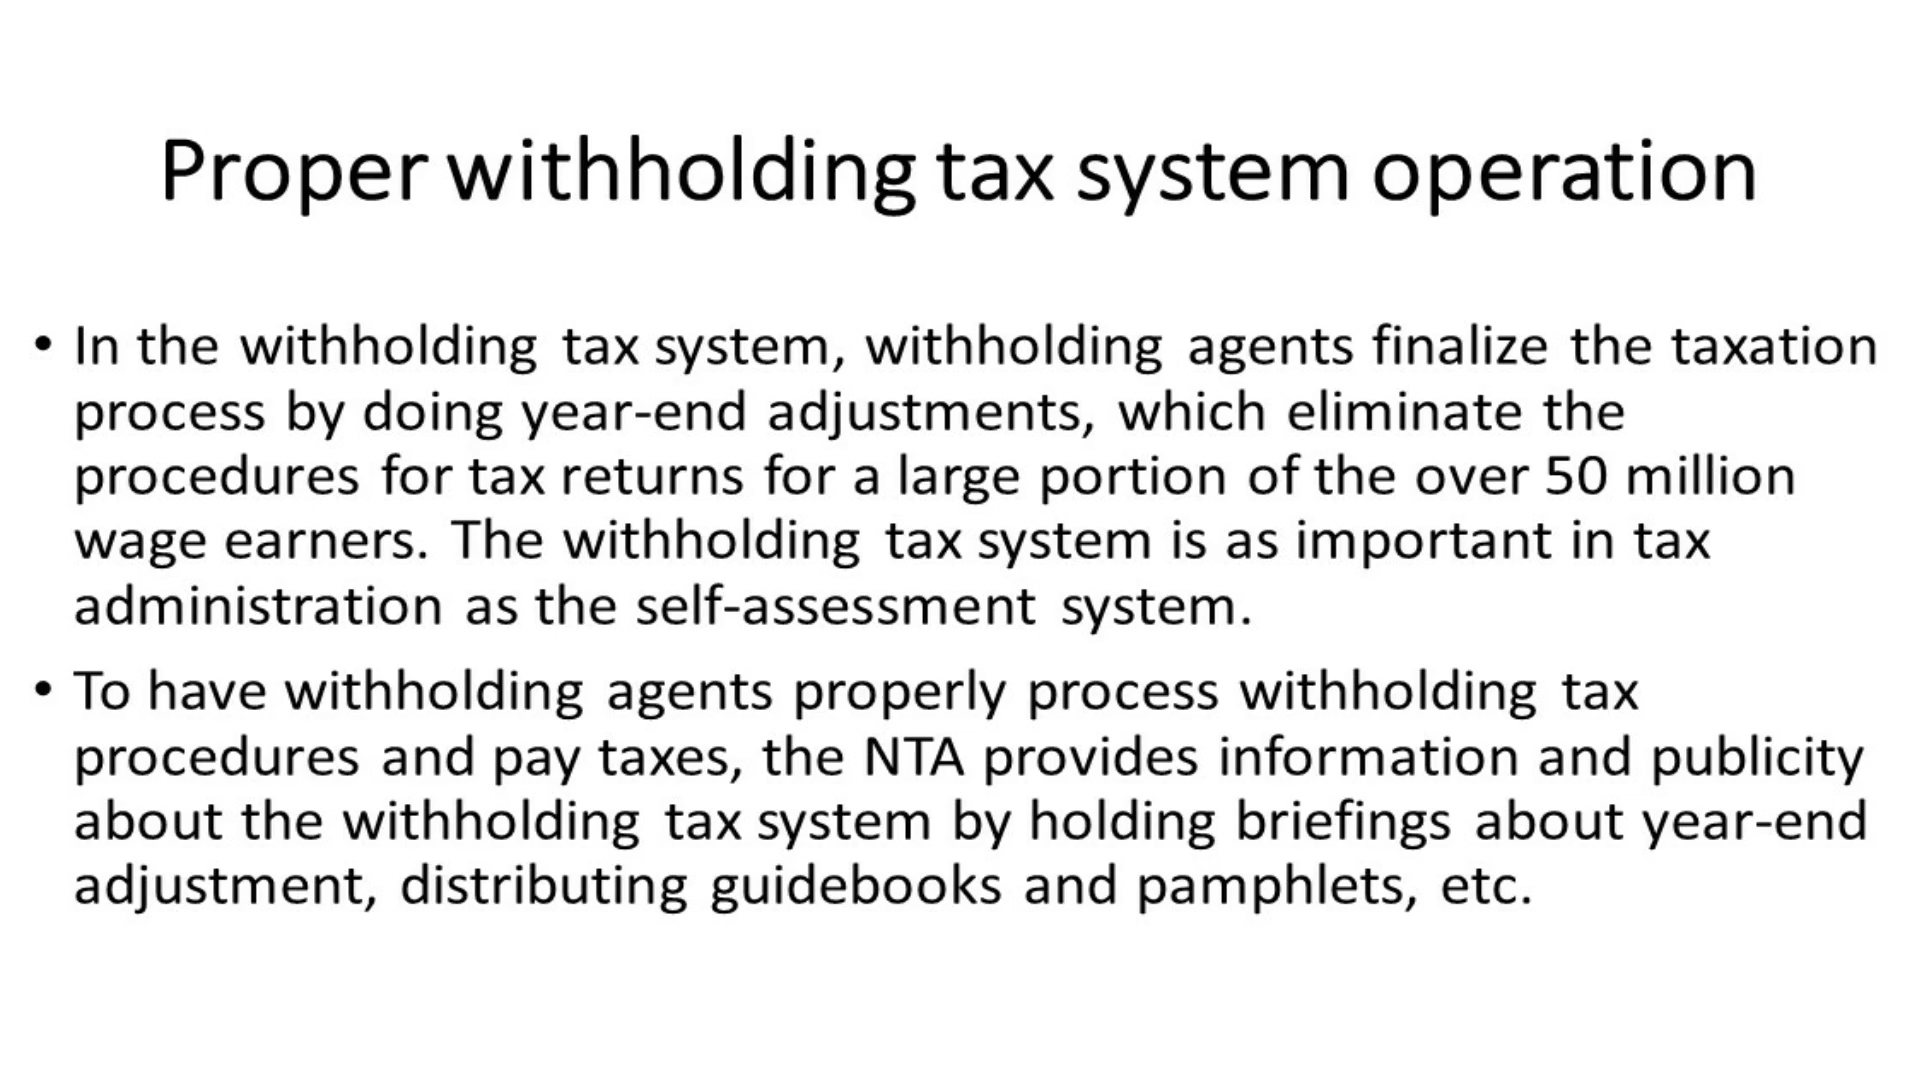 Proper withholding tax system operation
• In the withholding tax system, withholding agents finalize the taxation
process by doing year-end adjustments, which eliminate the
procedures for tax returns for a large portion of the over 50 million
wage earners. The withholding tax system is as important in tax
administration as the self-assessment system.
• To have withholding agents properly process withholding tax
procedures and pay taxes, the NTA provides information and publicity
about the withholding tax system by holding briefings about year-end
adjustment, distributing guidebooks and pamphlets, etc.